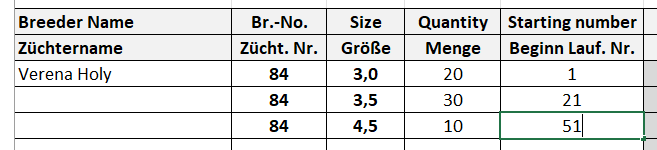 Breeder Name Br.-No. Size Quantity Starting number
Züchtername Zücht. Nr. Größe Menge Beginn Lauf. Nr.
Verena Holy 84 3,0 20 1
84 3,5 30 21
84 4,5 10 51